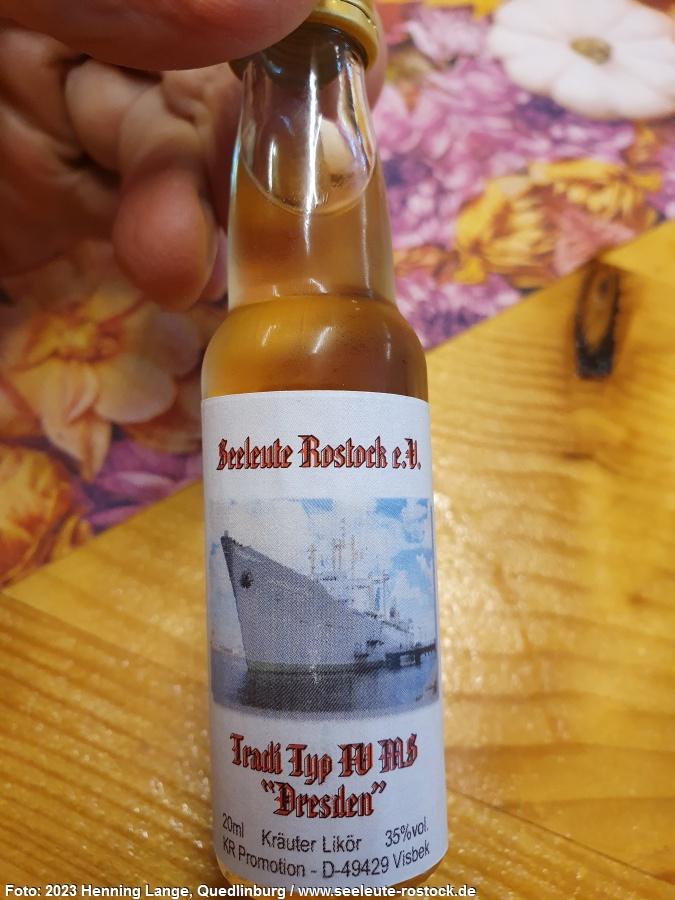 Seeleute Rostock e.V.
Tradi Typ IV MS
“Dresden”
20ml Kräuter Likör 35%vol.
KR Promotion - D-49429 Visbek
Foto: 2023 Henning Lange, Quedlinburg / www.seeleute-rostock.de